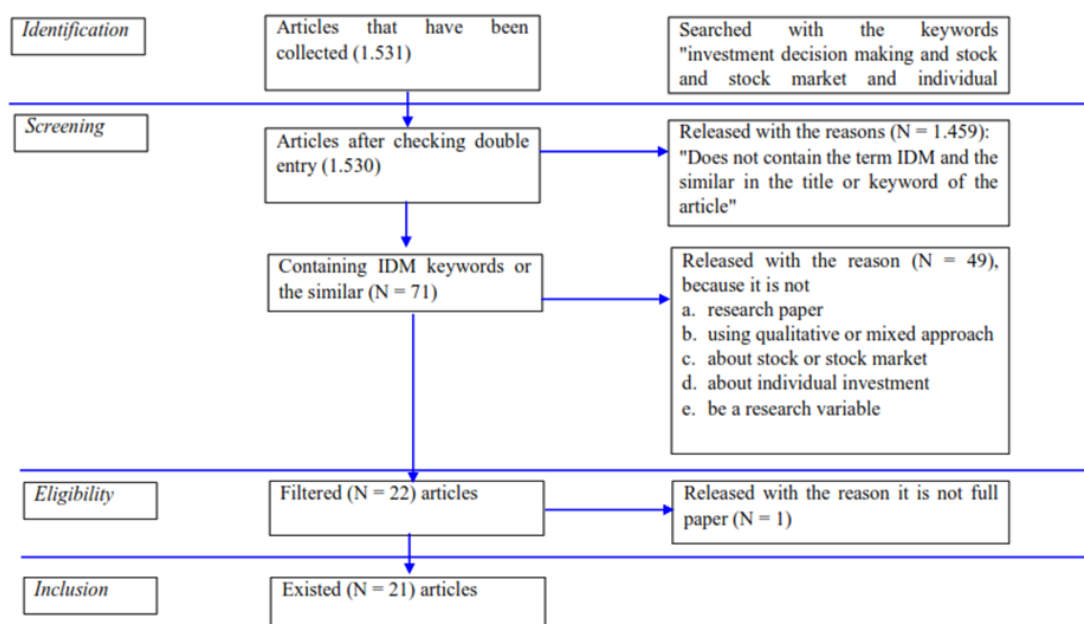 Identification
Articles that have been
collected (1.531)
Searched with the keywords
"investment decision making and stock
and stock market and individual
Screening
Articles after checking double
entry (1.530)
Released with the reasons (N = 1.459):
"Does not contain the term IDM and the
similar in the title or keyword of the
article"
Containing IDM keywords or
the similar (N = 71)
Released with the reason (N = 49),
because it is not
a. research paper
b. using qualitative or mixed approach
c. about stock or stock market
d. about individual investment
e. be a research variable
Eligibility
Filtered (N = 22) articles
Released with the reason it is not full
paper (N = 1)
Inclusion
Existed (N = 21) articles